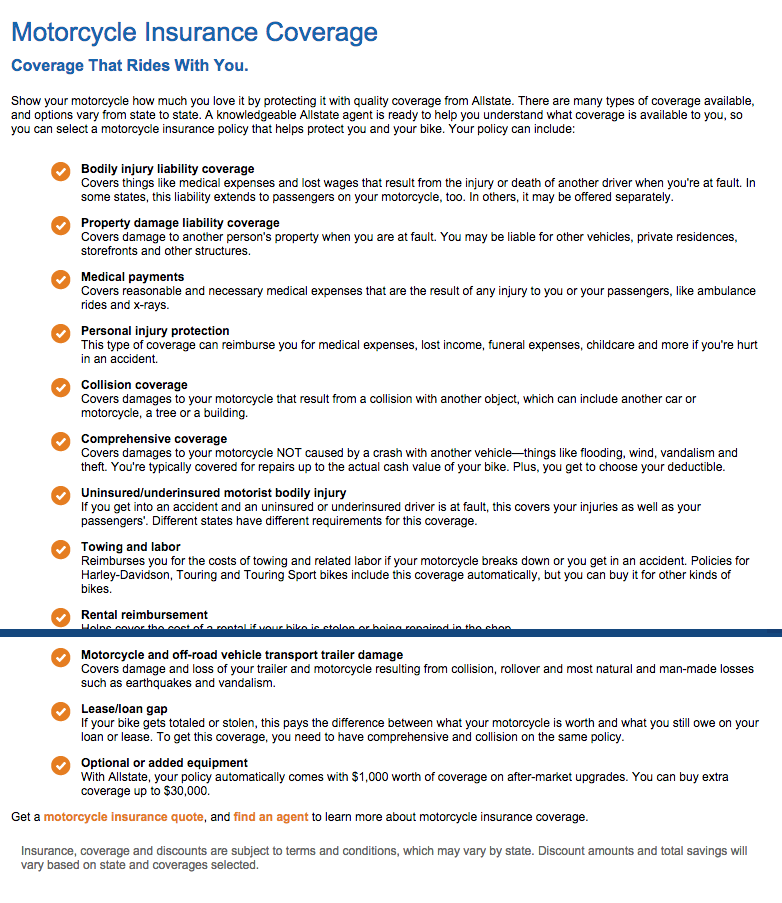 Motorcycle Insurance Coverage
Coverage That Rides With You.
Show your motorcycle how much you love it by protecting it with quality coverage from Allstate. There are many types of coverage available,
and options vary from state to state. A knowledgeable Allstate agent is ready to help you understand what coverage is available to you, so
you can select a motorcycle insurance policy that helps protect you and your bike. Your policy can include:
Bodily injury liability coverage
Covers things like medical expenses and lost wages that result from the injury or death of another driver when you're at fault. In
some states, this liability extends to passengers on your motorcycle, too. In others, it may be offered separately.
Property damage liability coverage
Covers damage to another person's property when you are at fault. You may be liable for other vehicles, private residences,
storefronts and other structures.
Medical payments
Covers reasonable and necessary medical expenses that are the result of any injury to you or your passengers, like ambulance
rides and x-rays.
Personal injury protection
This type of coverage can reimburse you for medical expenses, lost income, funeral expenses, childcare and more if you're hurt
in an accident.
Collision coverage
Covers damages to your motorcycle that result from a collision with another object, which can include another car or
motorcycle, a tree or a building.
Comprehensive coverage
Covers damages to your motorcycle NOT caused by a crash with another vehicle—things like flooding, wind, vandalism and
theft. You're typically covered for repairs up to the actual cash value of your bike. Plus, you get to choose your deductible.
Uninsured/underinsured motorist bodily injury
If you get into an accident and an uninsured or underinsured driver is at fault, this covers your injuries as well as your
passengers'. Different states have different requirements for this coverage.
Towing and labor
Reimburses you for the costs of towing and related labor if your motorcycle breaks down or you get in an accident. Policies for
Harley-Davidson, Touring and Touring Sport bikes include this coverage automatically, but you can buy it for other kinds of
bikes.
Rental reimbursement
Helps cover the cost of a rental if your bike is stolen or being repaired in the shop.
Motorcycle and off-road vehicle transport trailer damage
Covers damage and loss of your trailer and motorcycle resulting from collision, rollover and most natural and man-made losses
such as earthquakes and vandalism.
Lease/loan gap
If your bike gets totaled or stolen, this pays the difference between what your motorcycle is worth and what you still owe on your
loan or lease. To get this coverage, you need to have comprehensive and collision on the same policy.
Optional or added equipment
With Allstate, your policy automatically comes with $1,000 worth of coverage on after-market upgrades. You can buy extra
coverage up to $30,000.
Get a motorcycle insurance quote, and find an agent to learn more about motorcycle insurance coverage.
Insurance, coverage and discounts are subject to terms and conditions, which may vary by state. Discount amounts and total savings will
vary based on state and coverages selected.